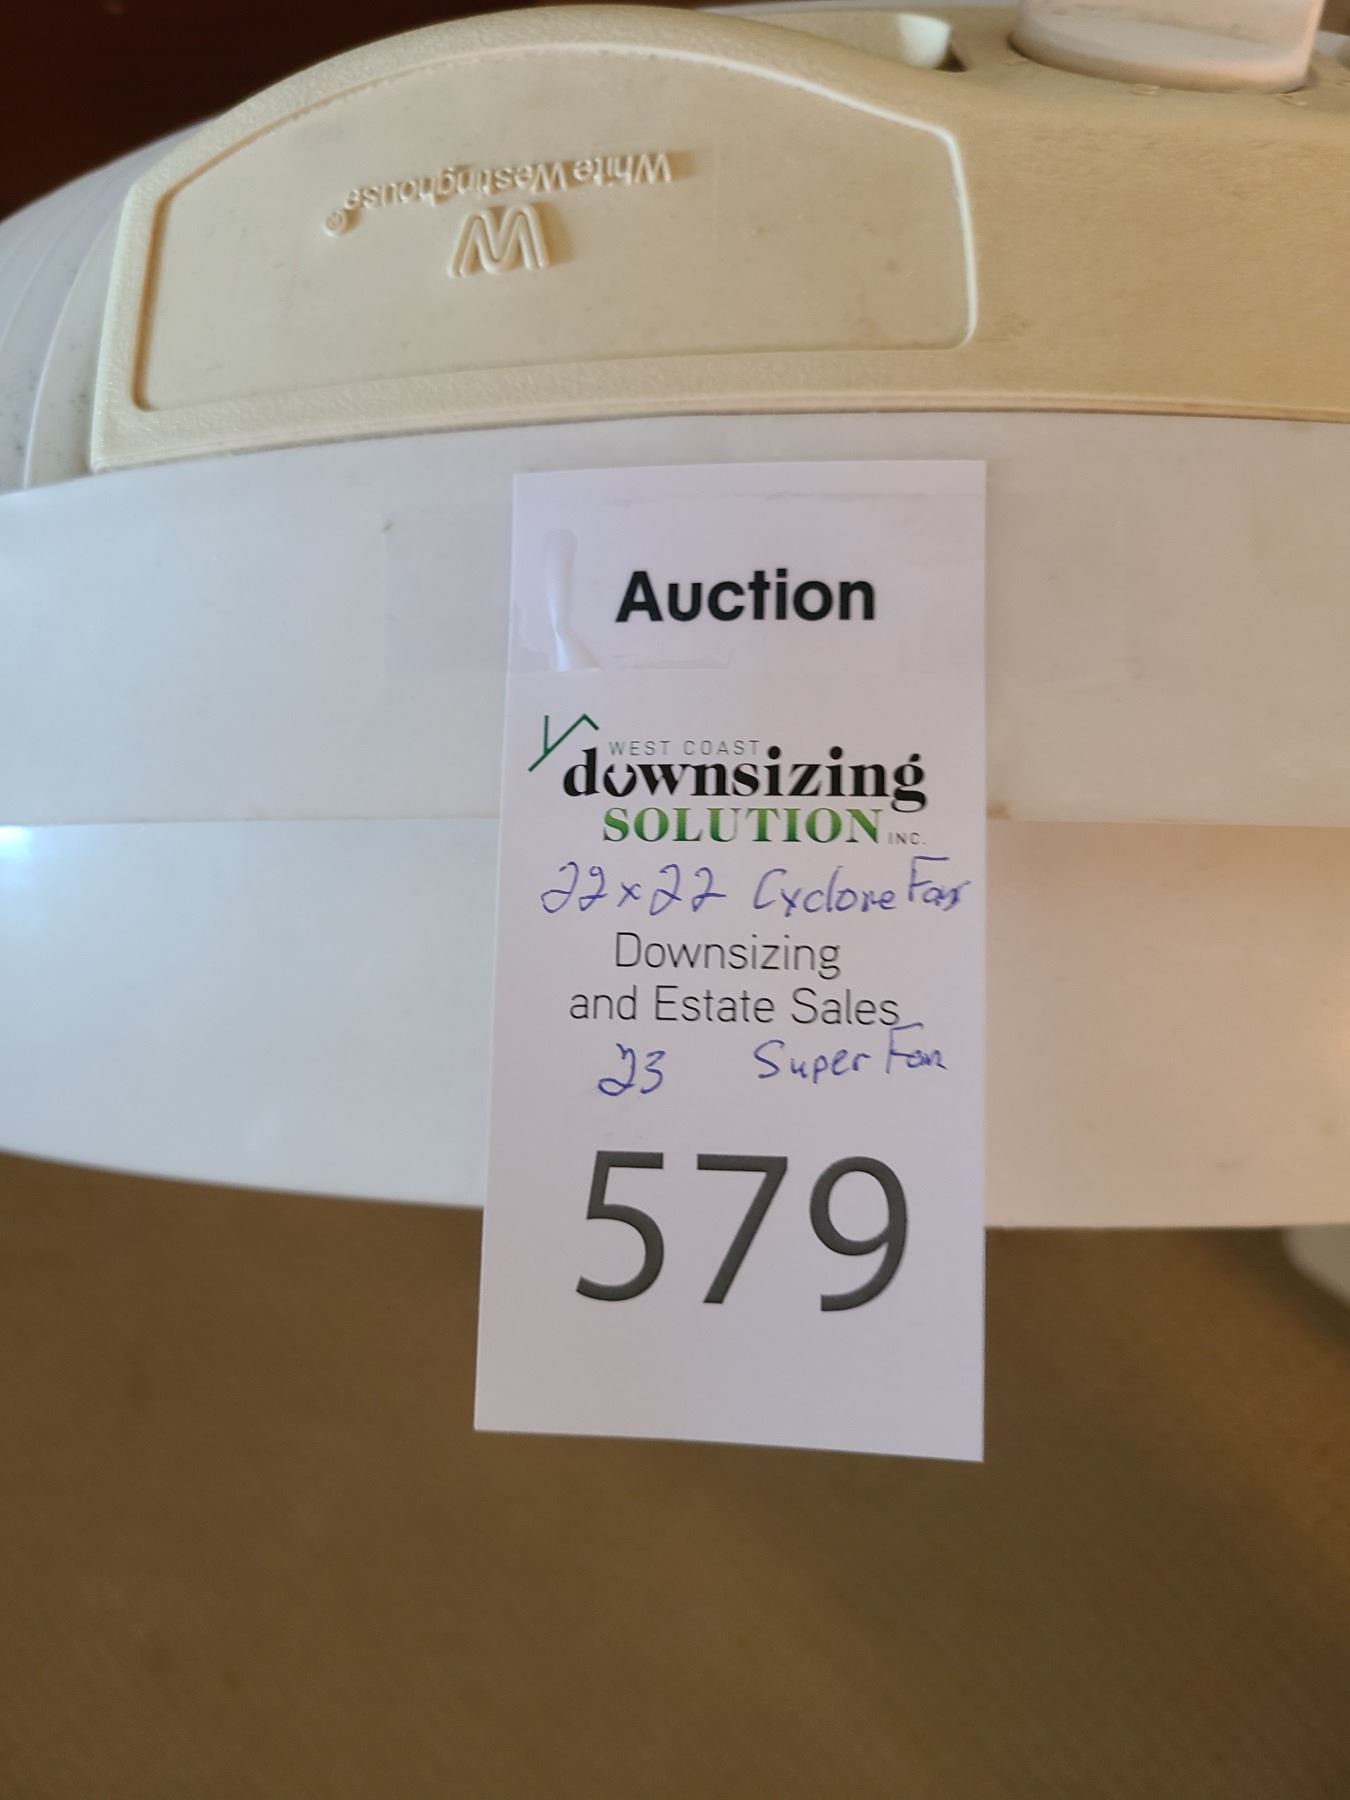 White Westinghouse®
W
Auction
WEST COAST
downsizing
SOLUTION INC.
22x22 Cyclone Fan
Downsizing
and Estate Sales
23 Super Fan
579